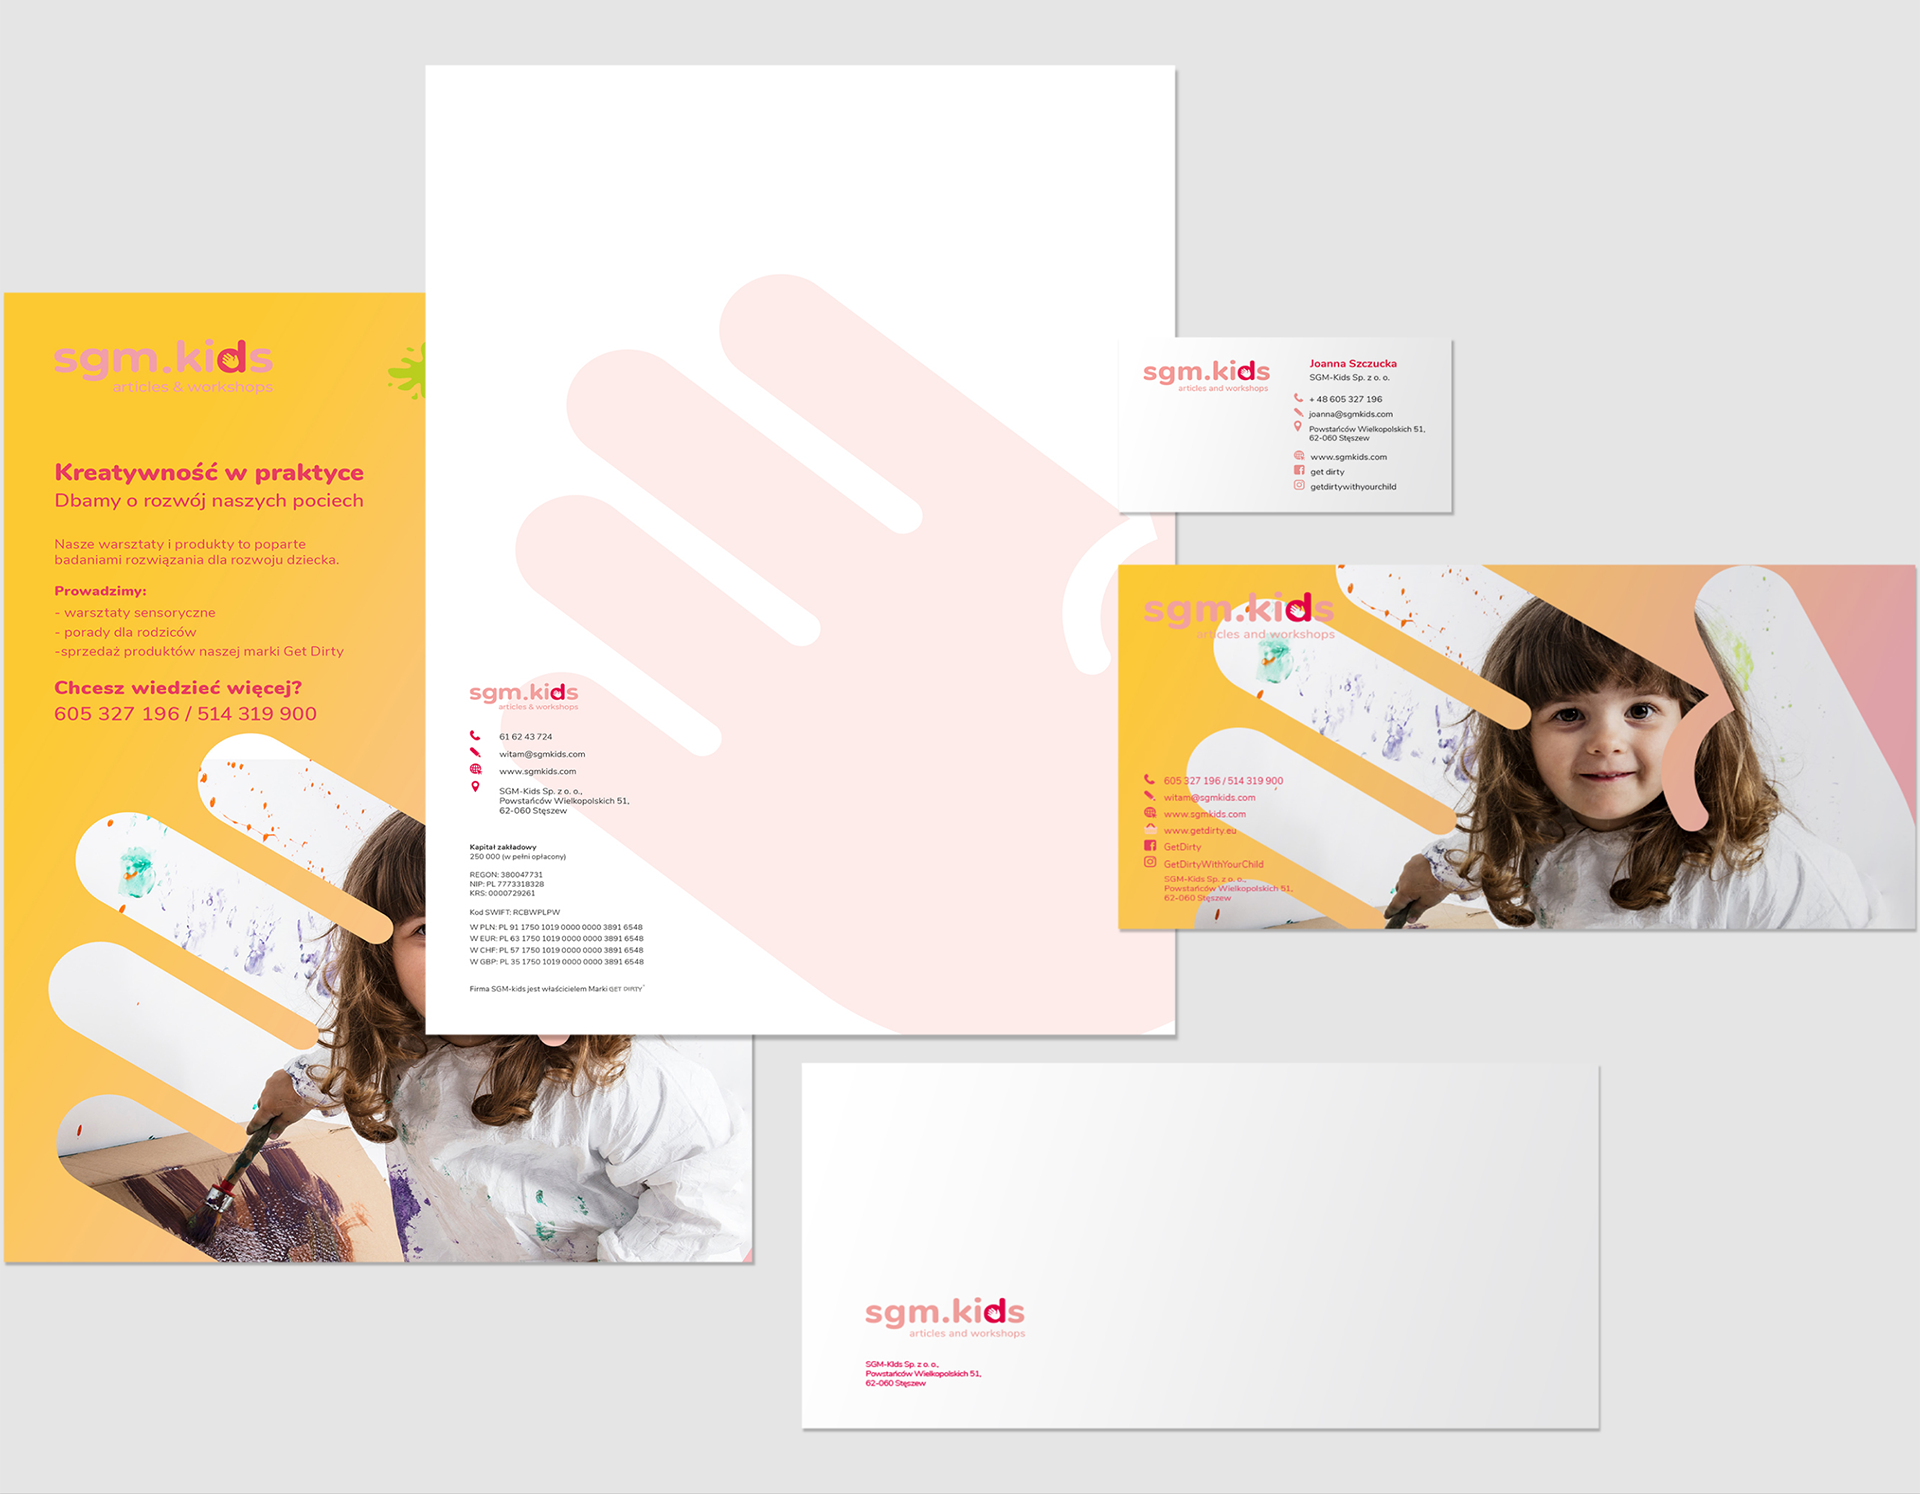 sgm.kids
articles & workshops
Kreatywność w praktyce
Dbamy o rozwój naszych pociech
Nasze warsztaty i produkty to poparte
badaniami rozwiązania dla rozwoju dziecka.
Prowadzimy:
- warsztaty sensoryczne
- porady dla rodziców
-sprzedaż produktów naszej marki Get Dirty
Chcesz wiedzieć więcej?
605 327 196 / 514 319 900
sgm.kids
articles & workshops
61 62 43 724
witam@sgmkids.com
www.sgmkids.com
SGM-Kids Sp. z o. o.,
Powstańców Wielkopolskich 51,
62-060 Stęszew
Kapitał zakładowy
250 000 (w pełni opłacony)
REGON: 380047731
NIP: PL 7773318328
KRS: 0000729261
Kod SWIFT: RCBWPLPW
W PLN: PL 91 1750 1019 0000 0000 3891 6548
W EUR: PL 63 1750 1019 0000 0000 3891 6548
W CHF: PL 57 1750 1019 0000 0000 3891 6548
W GBP: PL 35 1750 1019 0000 0000 3891 6548
Firma SGM-kids jest właścicielem Marki GET DIRTY
sgm.kids
articles and workshops
Joanna Szczucka
SGM-Kids Sp. z o. o.
+ 48 605 327 196
joanna@sgmkids.com
Powstańców Wielkopolskich 51,
62-060 Stęszew
www.sgmkids.com
get dirty
getdirtywithyourchild
sgm.kids
articles and workshops
605 327 196 / 514 319 900
witam@sgmkids.com
www.sgmkids.com
www.getdirty.eu
GetDirty
GetDirtyWithYourChild
SGM-Kids Sp. z o. o.,
Powstańców Wielkopolskich 51,
62-060 Stęszew
sgm.kids
articles and workshops
SGM-Kids Sp. z o. o.,
Powstańców Wielkopolskich 51,
62-060 Stęszew